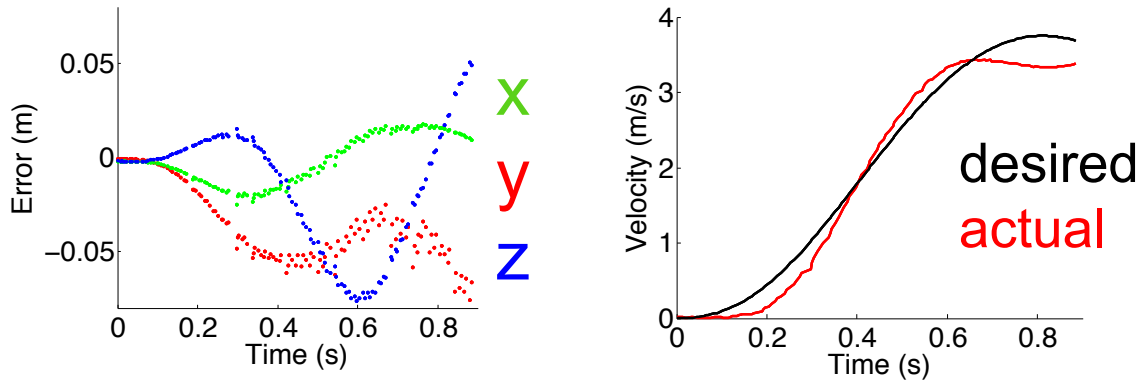 0.05
0
−0.05
Error (m)
0 0.2 0.4 0.6 0.8
Time (s)
x
y
z
4
3
2
1
0
Velocity (m/s)
0 0.2 0.4 0.6 0.8
Time (s)
desired
actual